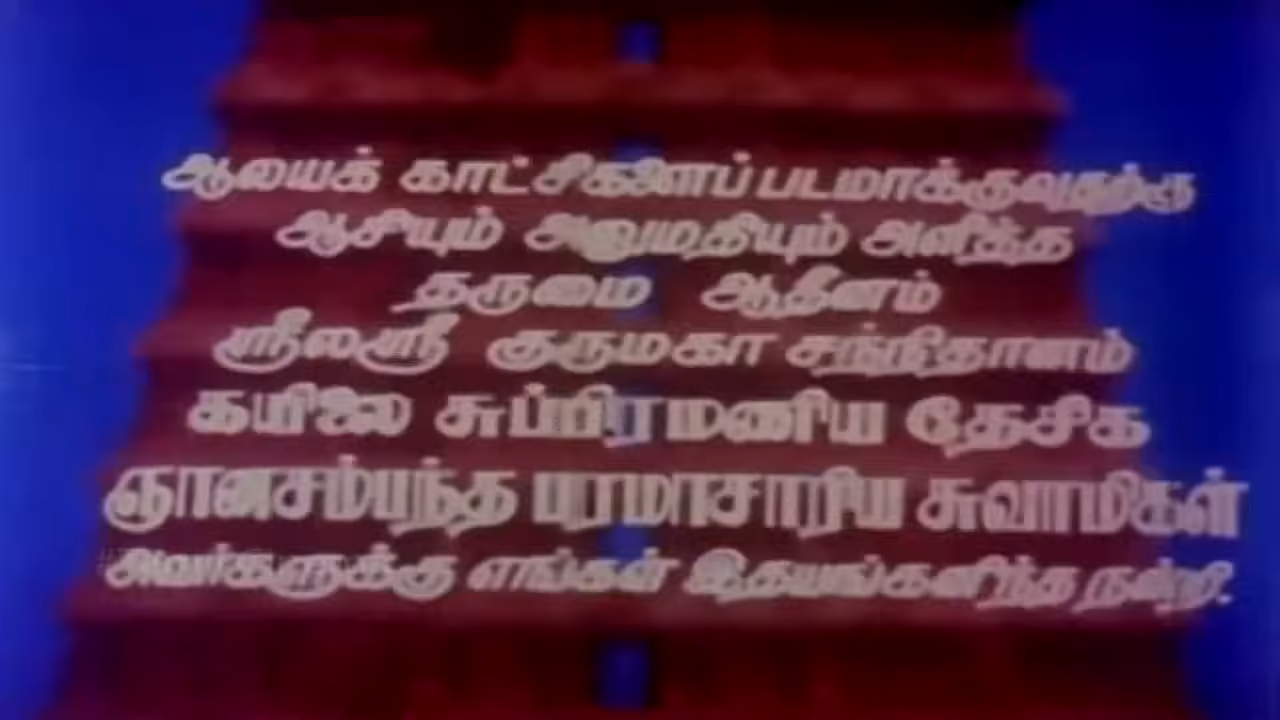 ஆலயக் காட்சிகளைப் படமாக்குவதற்கு
ஆசியும் அனுமதியும் அளித்த
தருமை ஆதீனம்
ஸ்ரீலஸ்ரீ குருமகா சந்நிதானம்
கயிலை சுப்பிரமணிய தேசிக
ஞானசம்பந்த பரமாசாரிய சுவாமிகள்
அவர்களுக்கு எங்கள் இதயங்கனிந்த நன்றி.